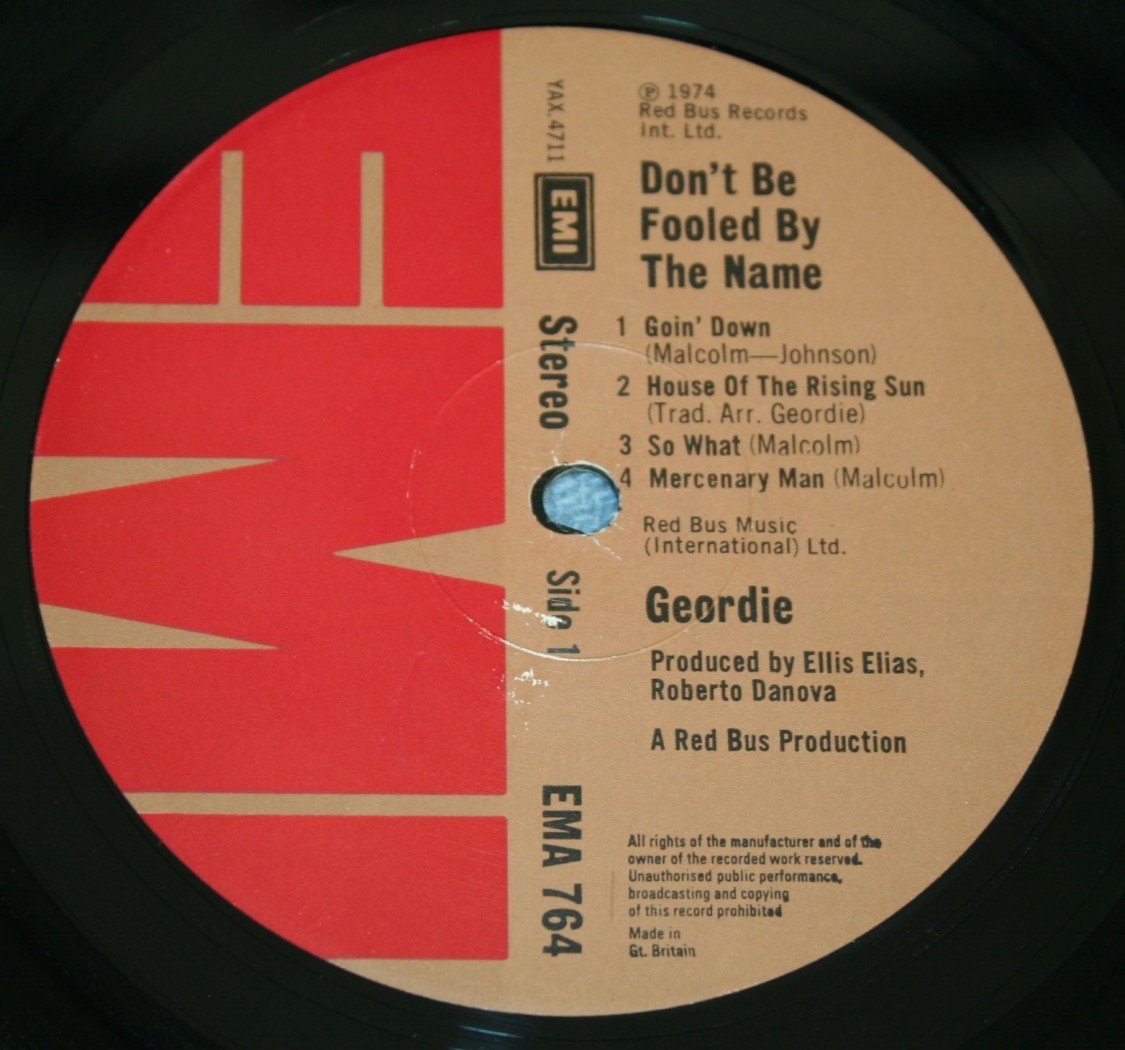 YAX.4711
EMI
Stereo
Side 1
EMA 764
℗ 1974
Red Bus Records
Int. Ltd.
Don't Be
Fooled By
The Name
1 Goin' Down
(Malcolm—Johnson)
2 House Of The Rising Sun
(Trad. Arr. Geordie)
3 So What (Malcolm)
4 Mercenary Man (Malcolm)
Red Bus Music
(International) Ltd.
Geordie
Produced by Ellis Elias,
Roberto Danova
A Red Bus Production
All rights of the manufacturer and of the
owner of the recorded work reserved.
Unauthorised public performance,
broadcasting and copying
of this record prohibited
Made in
Gt. Britain
EMI